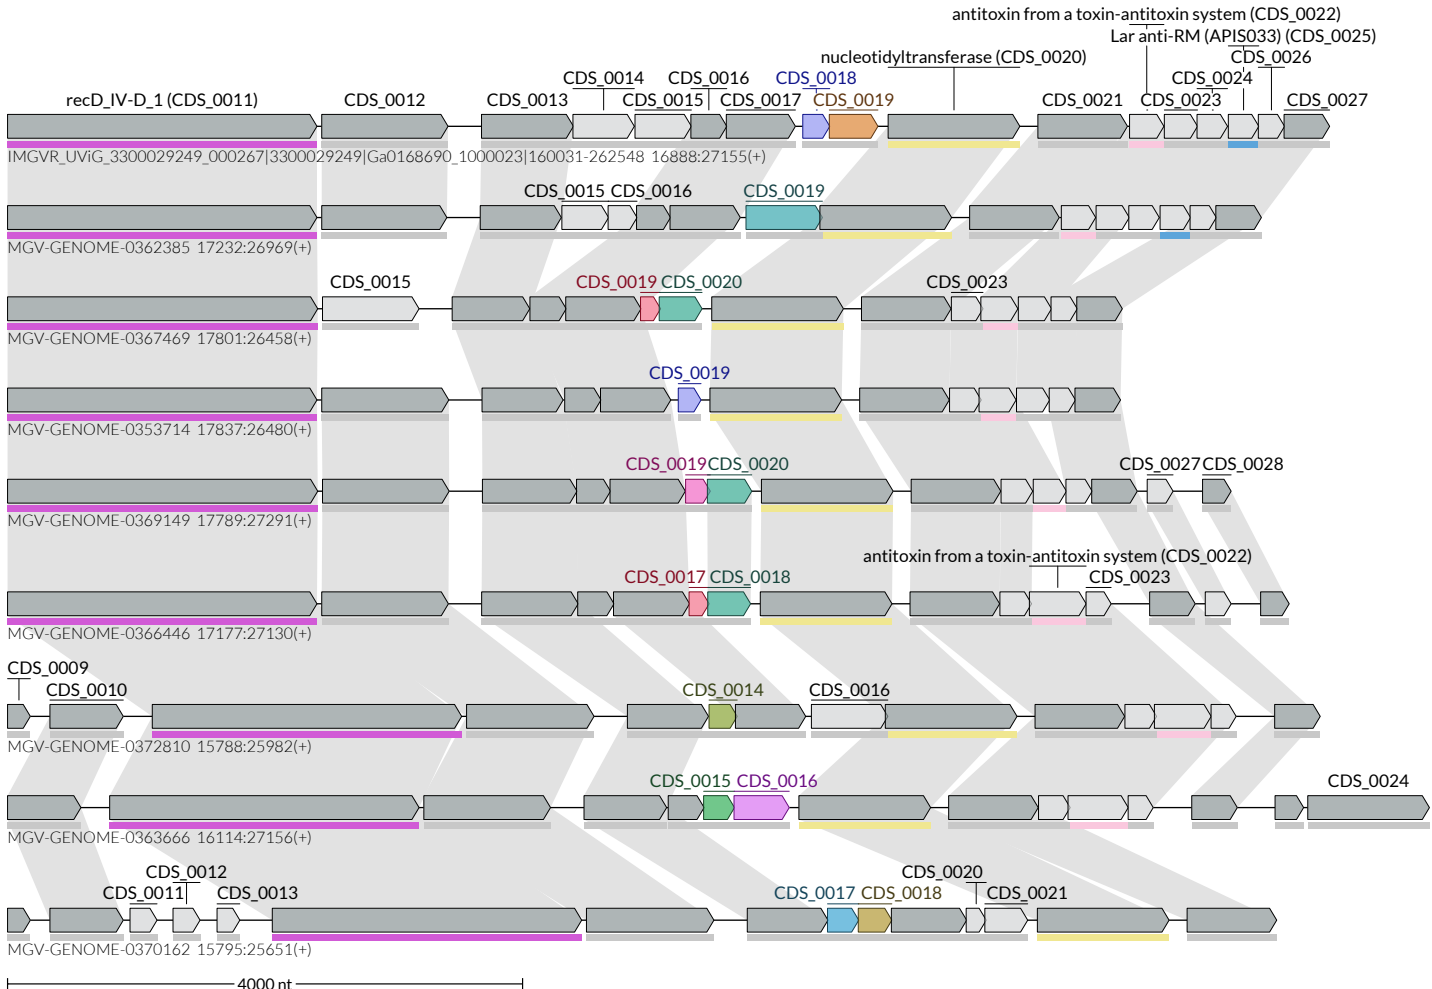 antitoxin from a toxin-antitoxin system (CDS_0022)
Lar anti-RM (APIS033) (CDS_0025)
nucleotidyltransferase (CDS_0020) CDS_0026
CDS_0014 CDS_0016 CDS_0018 CDS_0024
recD_IV-D_1 (CDS_0011) CDS_0012 CDS_0013 CDS_0015 CDS_0017 CDS_0019 CDS_0021 CDS_0023 CDS_0027
IMGVR_UViG_3300029249_000267|3300029249|Ga0168690_1000023|160031-262548 16888:27155(+)
CDS_0015 CDS_0016 CDS_0019
MGV-GENOME-0362385 17232:26969(+)
CDS_0015 CDS_0019 CDS_0020 CDS_0023
MGV-GENOME-0367469 17801:26458(+)
CDS_0019
MGV-GENOME-0353714 17837:26480(+)
CDS_0019 CDS_0020 CDS_0027 CDS_0028
MGV-GENOME-0369149 17789:27291(+)
antitoxin from a toxin-antitoxin system (CDS_0022)
CDS_0017 CDS_0018 CDS_0023
MGV-GENOME-0366446 17177:27130(+)
CDS_0009
CDS_0010 CDS_0014 CDS_0016
MGV-GENOME-0372810 15788:25982(+)
CDS_0015 CDS_0016 CDS_0024
MGV-GENOME-0363666 16114:27156(+)
CDS_0012 CDS_0020
CDS_0011 CDS_0013 CDS_0017 CDS_0018 CDS_0021
MGV-GENOME-0370162 15795:25651(+)
4000 nt